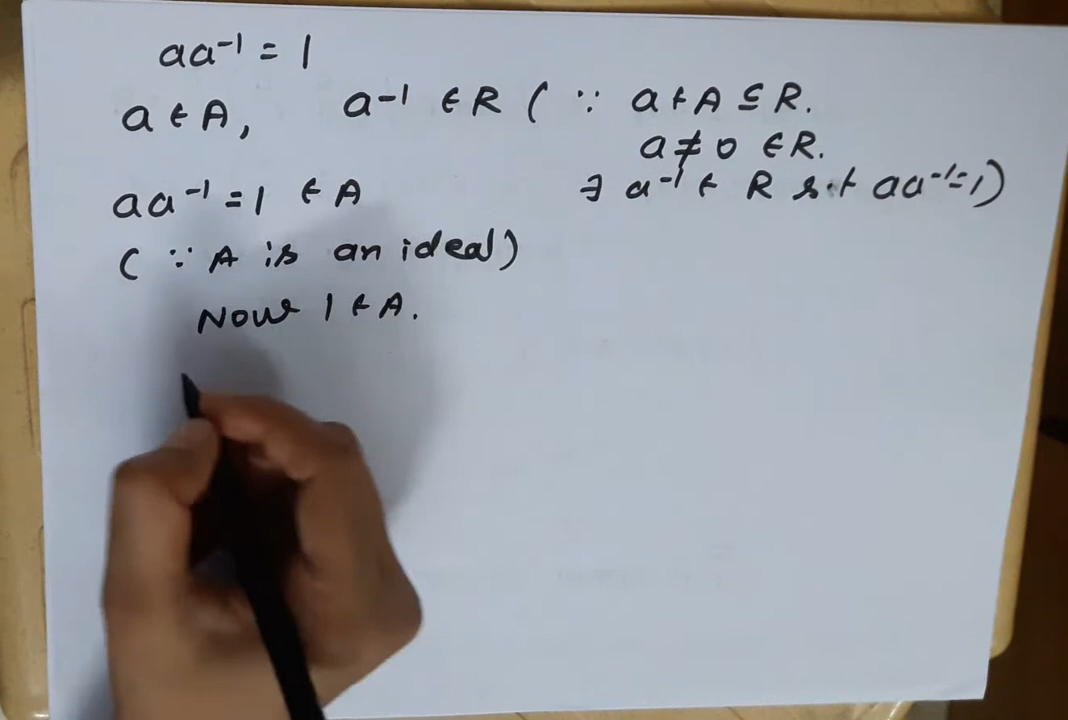 aa⁻¹ = 1
a ∈ A, a⁻¹ ∈ R ( ∵ a ∈ A ⊆ R.
a ≠ 0 ∈ R.
∃ a⁻¹ ∈ R s.t aa⁻¹=1)
aa⁻¹ = 1 ∈ A
( ∵ A is an ideal)
Now 1 ∈ A.